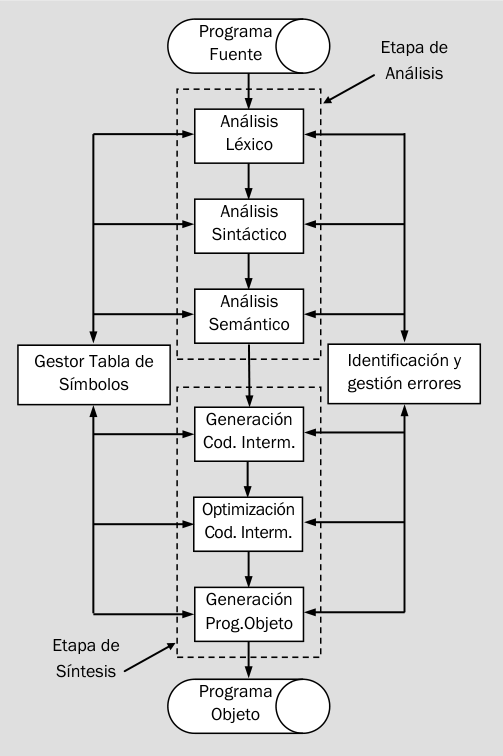 Programa
Fuente
Etapa de
Análisis
Análisis
Léxico
Análisis
Sintáctico
Análisis
Semántico
Gestor Tabla de
Símbolos
Identificación y
gestión errores
Generación
Cod. Interm.
Optimización
Cod. Interm.
Generación
Prog.Objeto
Etapa de
Síntesis
Programa
Objeto